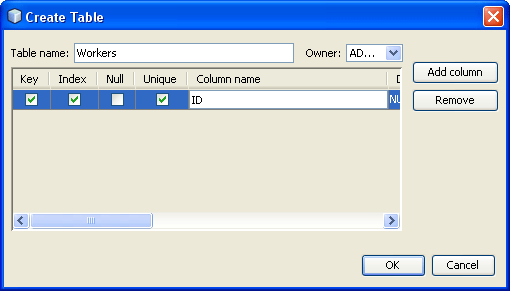 Create Table
Table name: Workers Owner: AD...
Add column
Key Index Null Unique Column name
Remove
ID
OK Cancel